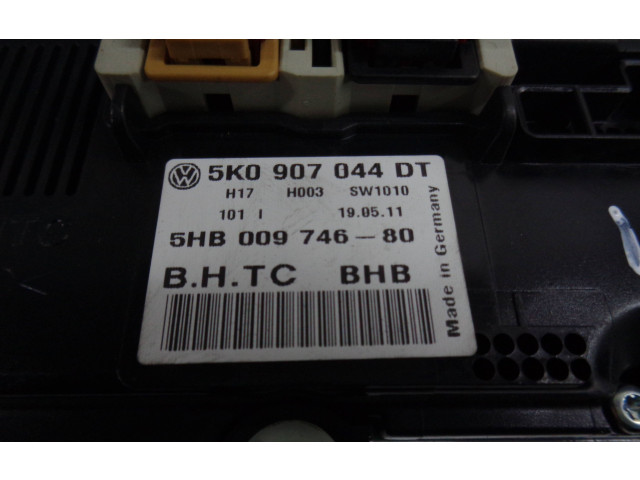 5K0 907 044 DT
H17 H003 SW1010
101 I 19.05.11
5HB 009 746-80
B.H.TC BHB
Made in Germany